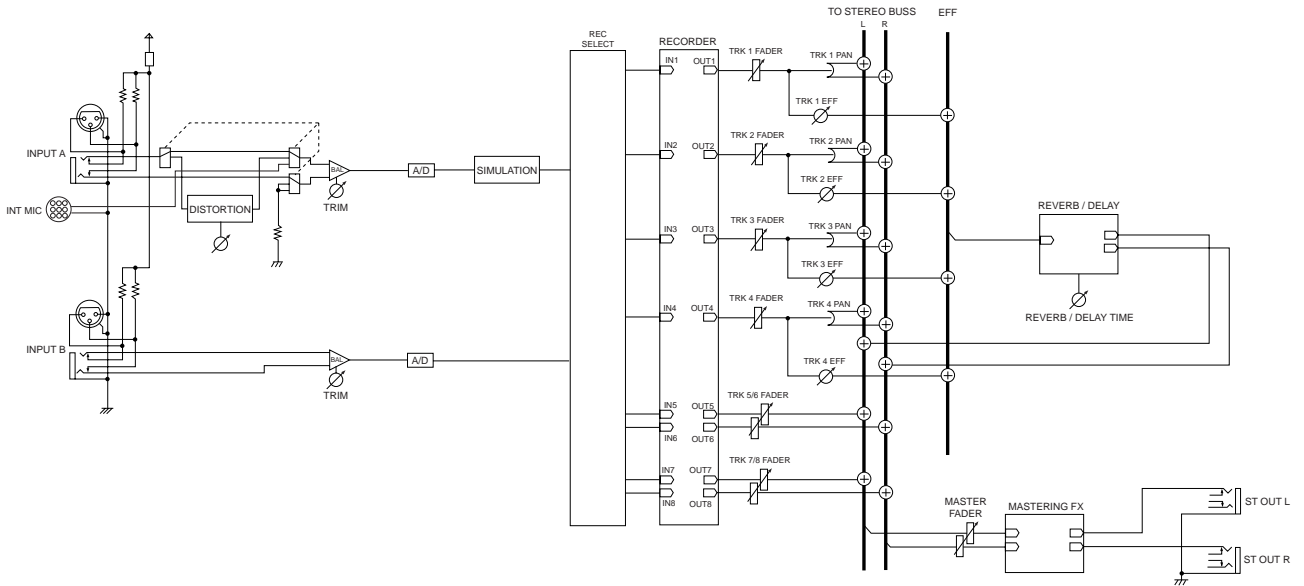 TO STEREO BUSS
EFF
L
R
REC
SELECT
RECORDER
IN1
OUT1
TRK 1 FADER
TRK 1 PAN
TRK 1 EFF
INPUT A
BAL
TRIM
A/D
SIMULATION
IN2
OUT2
TRK 2 FADER
TRK 2 PAN
TRK 2 EFF
INT MIC
DISTORTION
IN3
OUT3
TRK 3 FADER
TRK 3 PAN
TRK 3 EFF
REVERB / DELAY
REVERB / DELAY TIME
IN4
OUT4
TRK 4 FADER
TRK 4 PAN
TRK 4 EFF
INPUT B
BAL
TRIM
A/D
IN5
OUT5
TRK 5/6 FADER
IN6
OUT6
IN7
OUT7
TRK 7/8 FADER
IN8
OUT8
MASTER
FADER
MASTERING FX
ST OUT L
ST OUT R